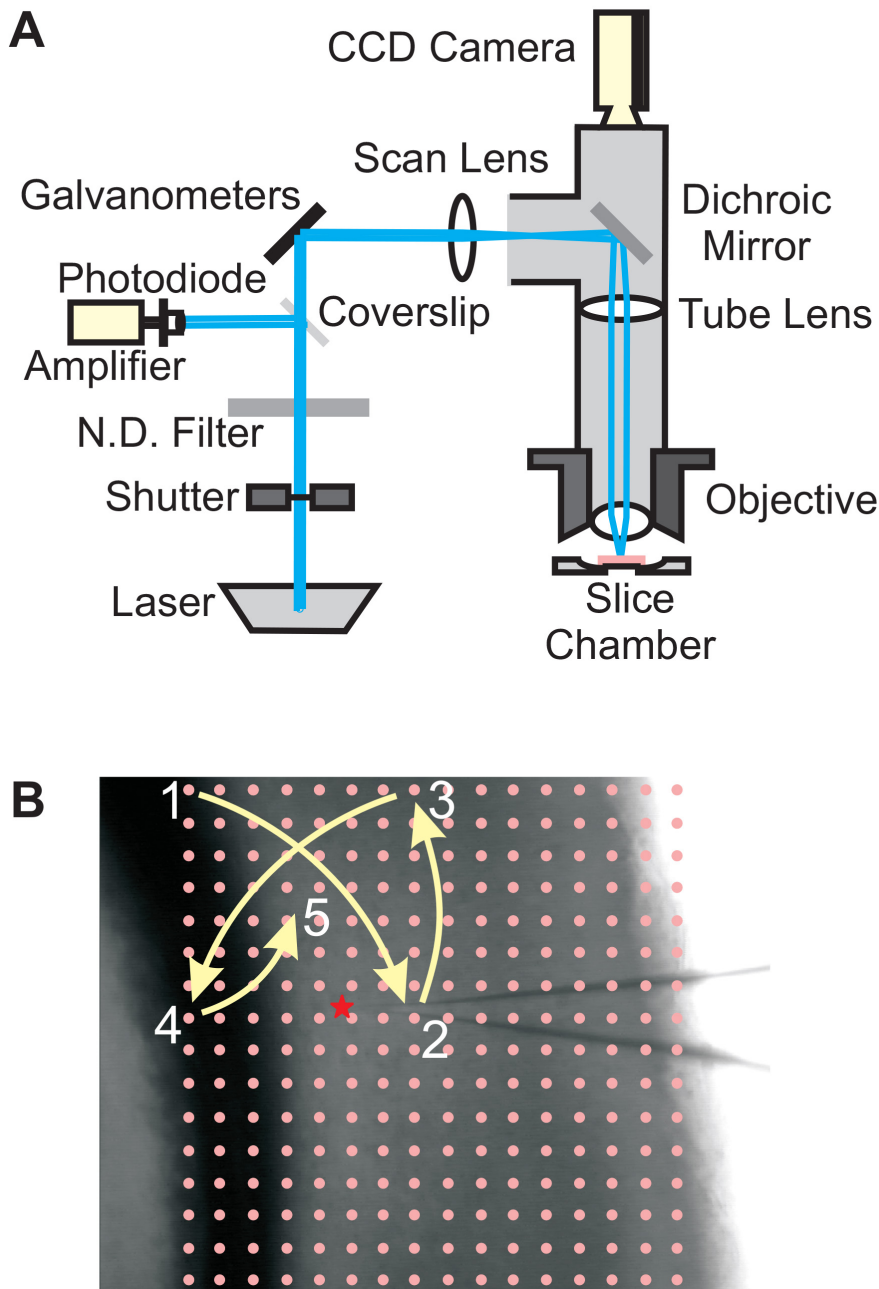 A
CCD Camera
Scan Lens
Galvanometers
Dichroic
Mirror
Photodiode
Coverslip
Tube Lens
Amplifier
N.D. Filter
Shutter
Objective
Laser
Slice
Chamber
B
1
3
5
4
2